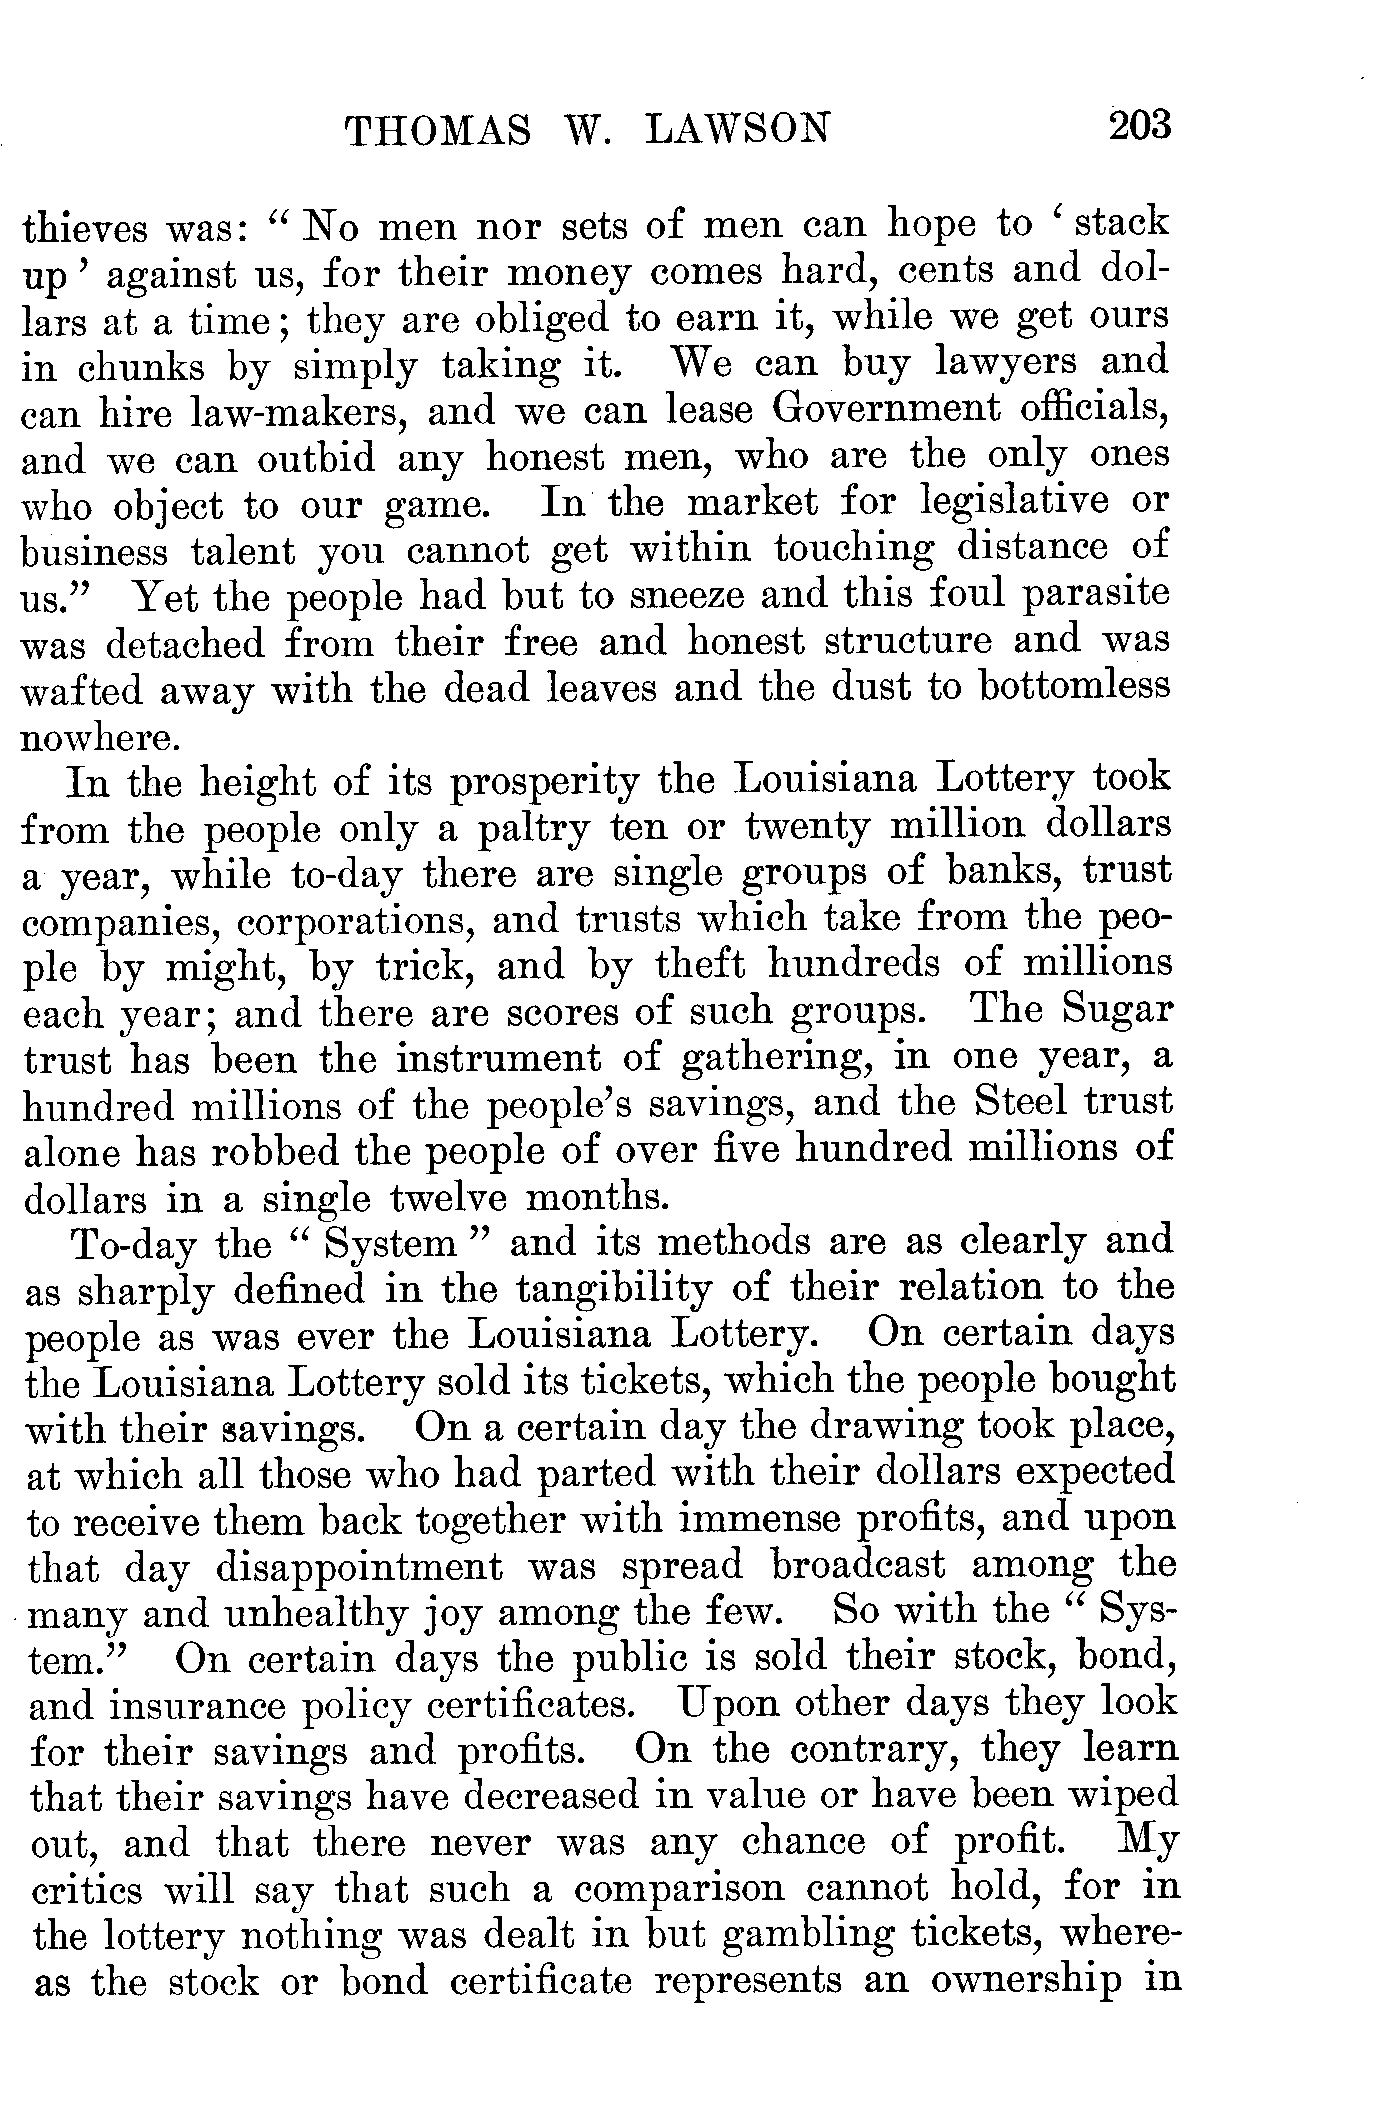 THOMAS W. LAWSON 203
thieves was: “ No men nor sets of men can hope to ‘ stack
up ’ against us, for their money comes hard, cents and dol-
lars at a time; they are obliged to earn it, while we get ours
in chunks by simply taking it. We can buy lawyers and
can hire law-makers, and we can lease Government officials,
and we can outbid any honest men, who are the only ones
who object to our game. In the market for legislative or
business talent you cannot get within touching distance of
us.” Yet the people had but to sneeze and this foul parasite
was detached from their free and honest structure and was
wafted away with the dead leaves and the dust to bottomless
nowhere.
In the height of its prosperity the Louisiana Lottery took
from the people only a paltry ten or twenty million dollars
a year, while to-day there are single groups of banks, trust
companies, corporations, and trusts which take from the peo-
ple by might, by trick, and by theft hundreds of millions
each year; and there are scores of such groups. The Sugar
trust has been the instrument of gathering, in one year, a
hundred millions of the people’s savings, and the Steel trust
alone has robbed the people of over five hundred millions of
dollars in a single twelve months.
To-day the “ System ” and its methods are as clearly and
as sharply defined in the tangibility of their relation to the
people as was ever the Louisiana Lottery. On certain days
the Louisiana Lottery sold its tickets, which the people bought
with their savings. On a certain day the drawing took place,
at which all those who had parted with their dollars expected
to receive them back together with immense profits, and upon
that day disappointment was spread broadcast among the
many and unhealthy joy among the few. So with the “ Sys-
tem.” On certain days the public is sold their stock, bond,
and insurance policy certificates. Upon other days they look
for their savings and profits. On the contrary, they learn
that their savings have decreased in value or have been wiped
out, and that there never was any chance of profit. My
critics will say that such a comparison cannot hold, for in
the lottery nothing was dealt in but gambling tickets, where-
as the stock or bond certificate represents an ownership in